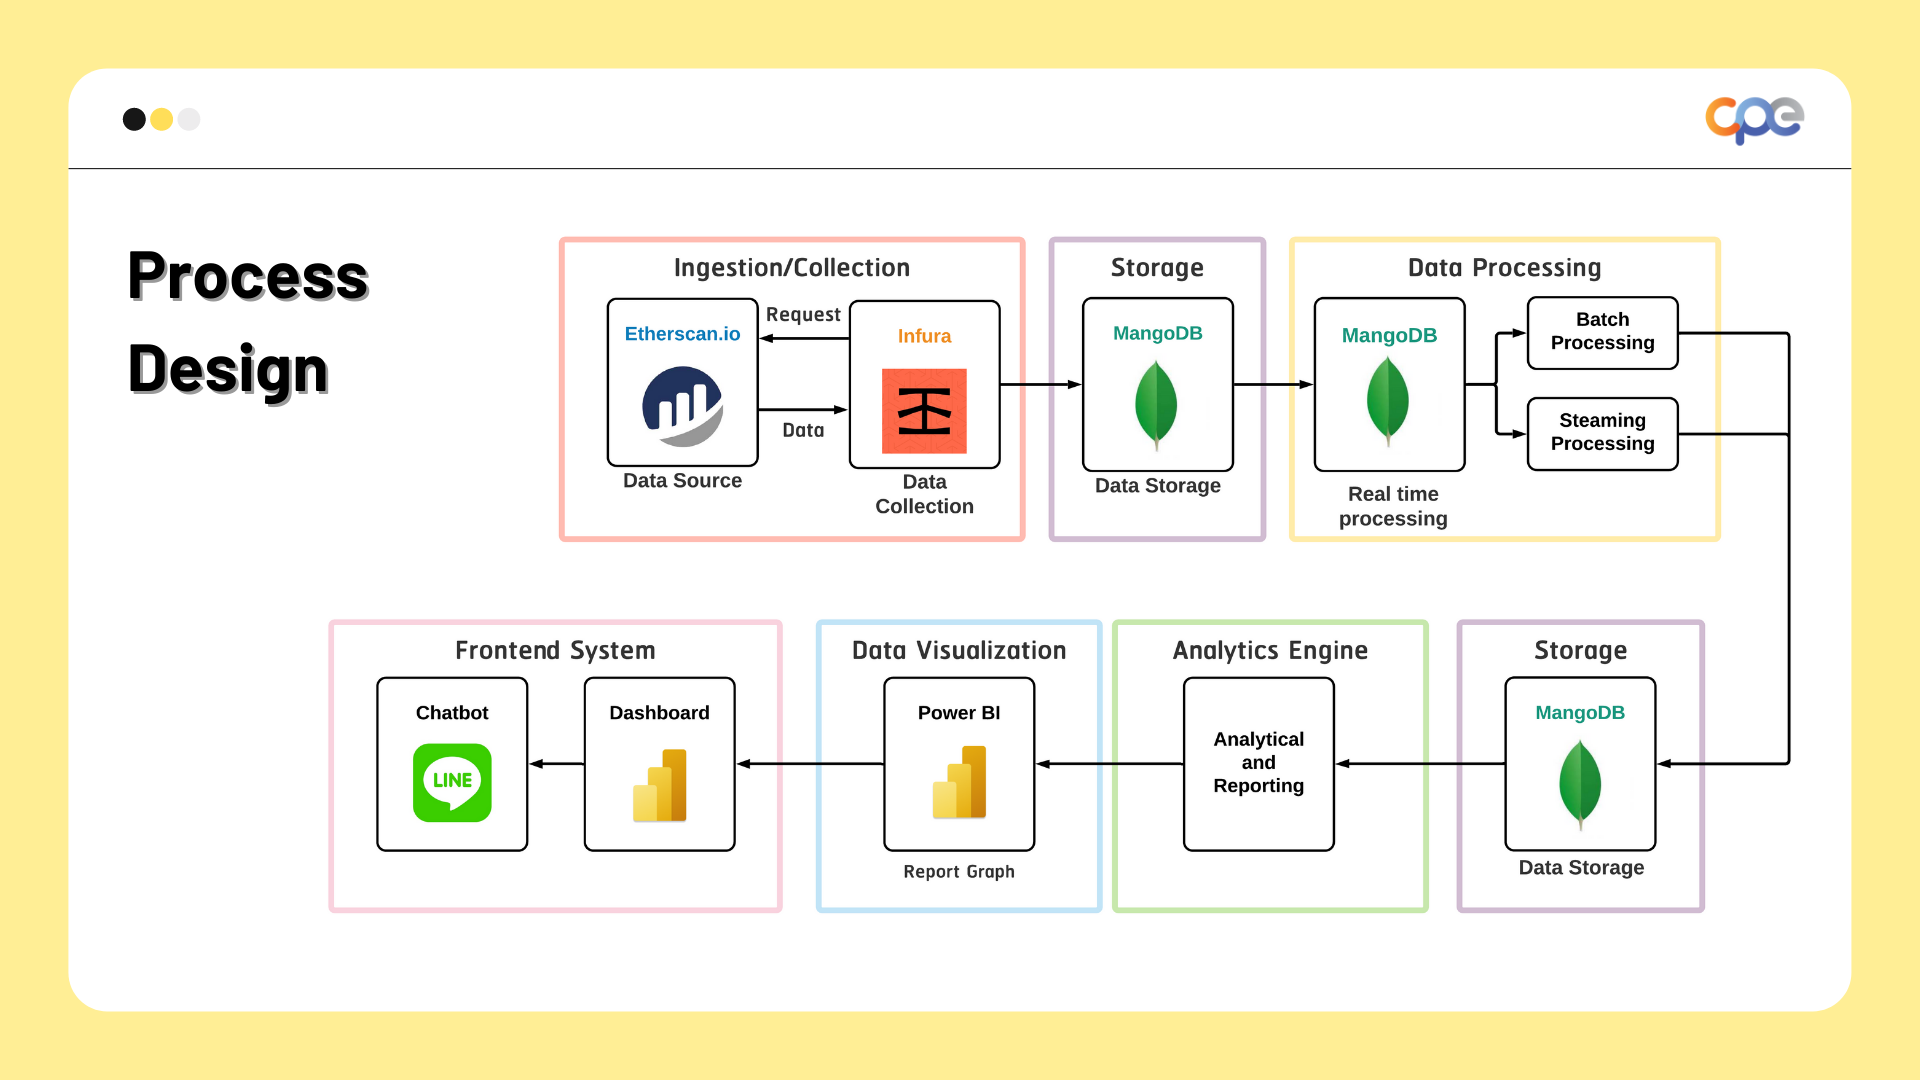 cpe
Process
Design
Ingestion/Collection
Etherscan.io
Request
Data
Infura
Data Source
Data
Collection
Storage
MangoDB
Data Storage
Data Processing
MangoDB
Real time
processing
Batch
Processing
Steaming
Processing
Frontend System
Chatbot
LINE
Dashboard
Data Visualization
Power BI
Report Graph
Analytics Engine
Analytical
and
Reporting
Storage
MangoDB
Data Storage